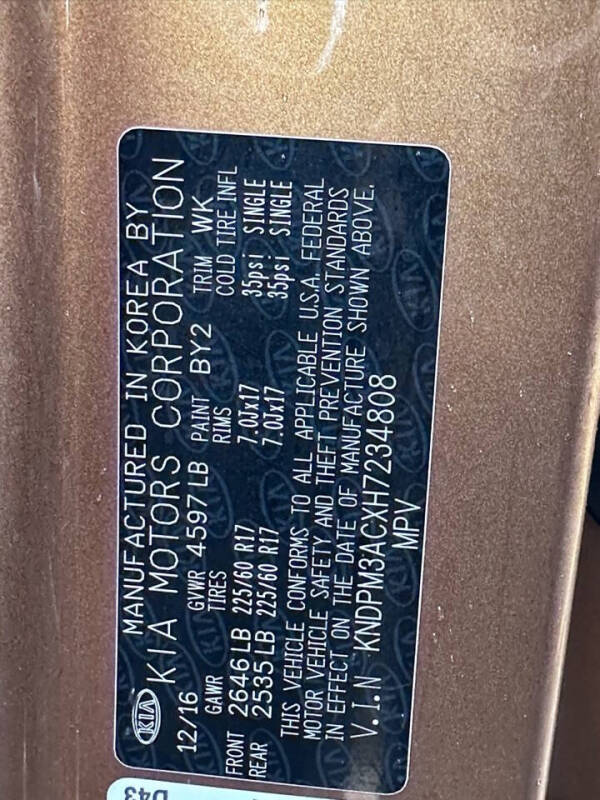 KIA
MANUFACTURED IN KOREA BY
KIA MOTORS CORPORATION
12/16 GVWR 4597LB PAINT BY2 TRIM WK
GAWR TIRES RIMS COLD TIRE INFL
FRONT 2646LB 225/60 R17 7.0Jx17 35psi SINGLE
REAR 2535LB 225/60 R17 7.0Jx17 35psi SINGLE
THIS VEHICLE CONFORMS TO ALL APPLICABLE U.S.A. FEDERAL
MOTOR VEHICLE SAFETY AND THEFT PREVENTION STANDARDS
IN EFFECT ON THE DATE OF MANUFACTURE SHOWN ABOVE.
V.I.N KNDPM3ACXH7234808
MPV
D43